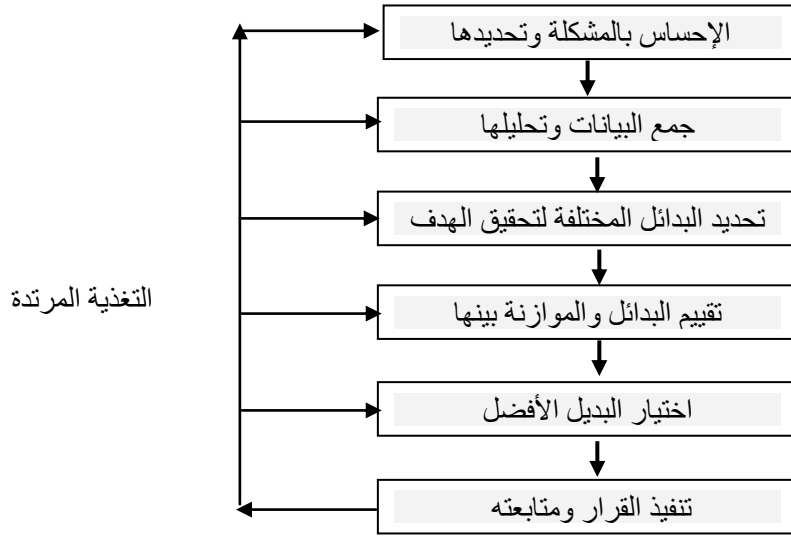 الإحساس بالمشكلة وتحديدها
جمع البيانات وتحليلها
تحديد البدائل المختلفة لتحقيق الهدف
تقييم البدائل والموازنة بينها
التغذية المرتدة
اختيار البديل الأفضل
تنفيذ القرار ومتابعته